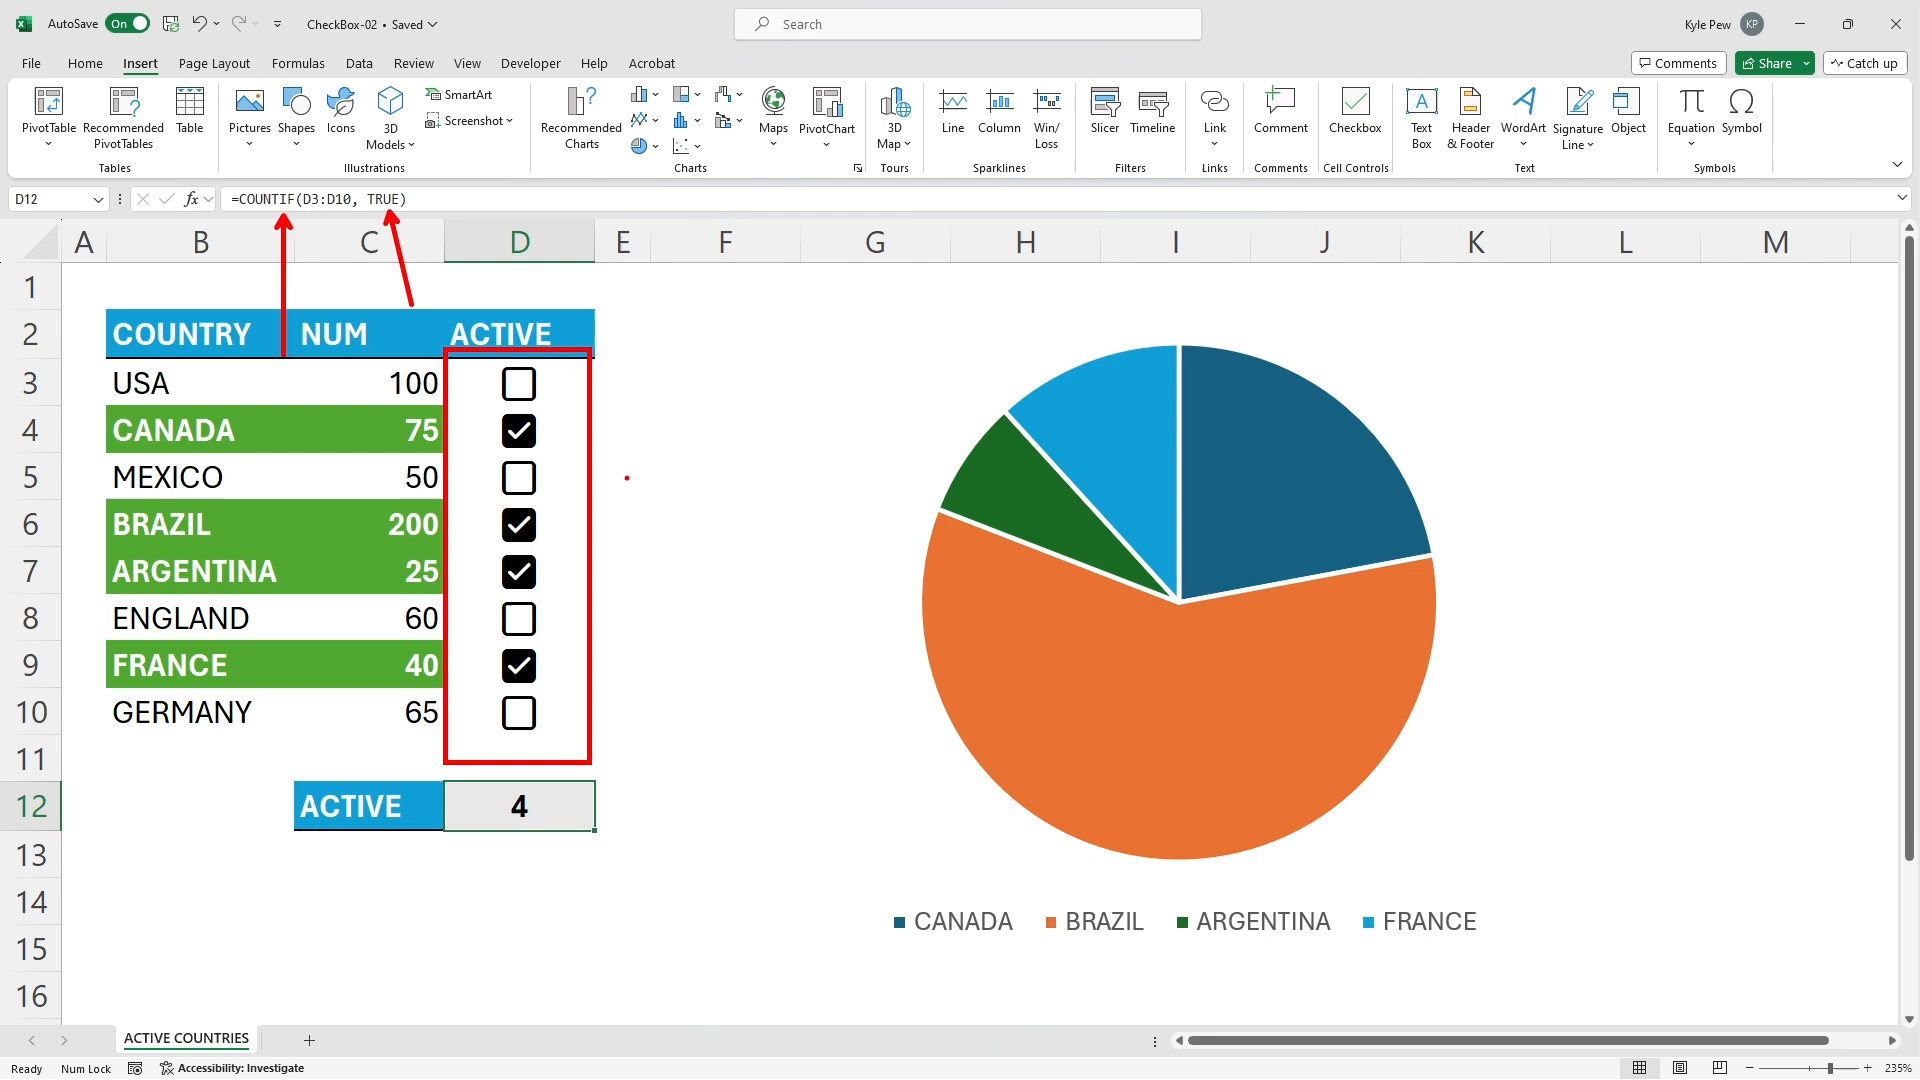 AutoSave On CheckBox-02 • Saved Search Kyle Pew KP
File Home Insert Page Layout Formulas Data Review View Developer Help Acrobat Comments Share Catch up
PivotTable Recommended PivotTables Table Pictures Shapes Icons 3D Models SmartArt Screenshot Recommended Charts Maps PivotChart 3D Map Line Column Win/Loss Slicer Timeline Link Comment Checkbox Text Box Header & Footer WordArt Signature Line Object Equation Symbol
Tables Illustrations Charts Tours Sparklines Filters Links Comments Cell Controls Text Symbols
D12 fx =COUNTIF(D3:D10, TRUE)
A B C D E F G H I J K L M
1
2 COUNTRY NUM ACTIVE
3 USA 100
4 CANADA 75
5 MEXICO 50
6 BRAZIL 200
7 ARGENTINA 25
8 ENGLAND 60
9 FRANCE 40
10 GERMANY 65
11
12 ACTIVE 4
13
14
CANADA BRAZIL ARGENTINA FRANCE
15
16
ACTIVE COUNTRIES
Ready Num Lock Accessibility: Investigate 235%